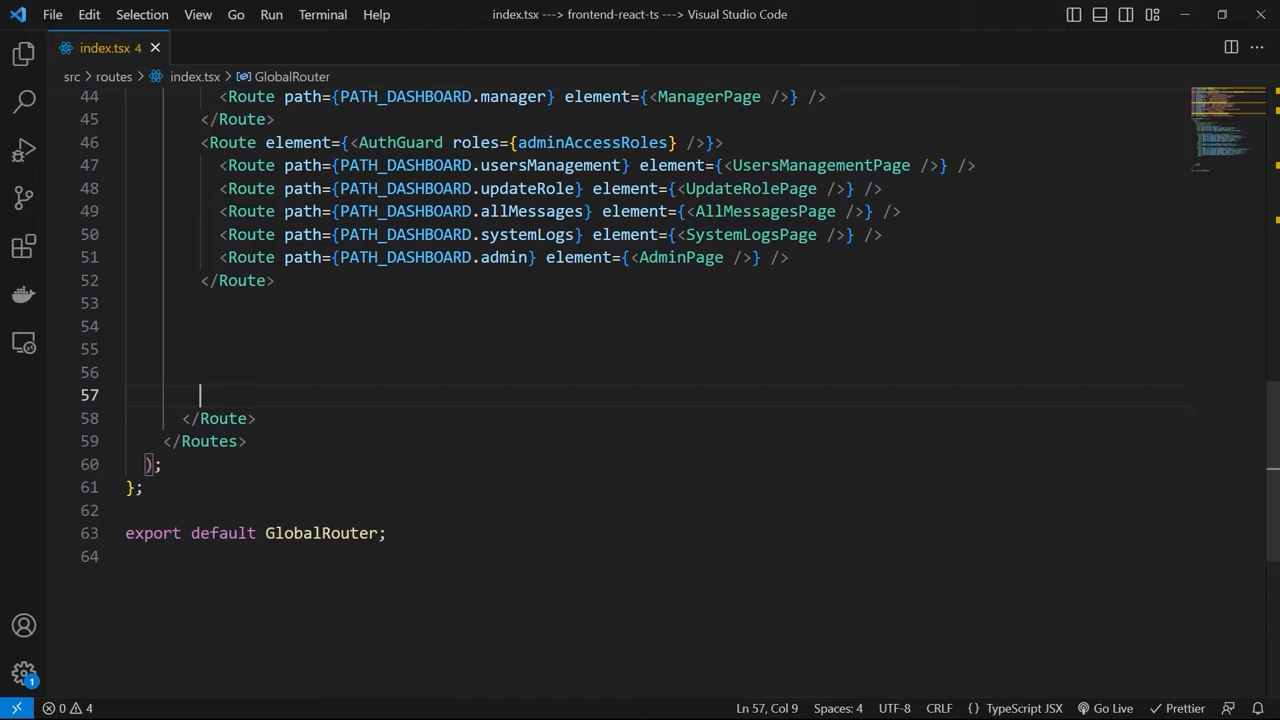 File Edit Selection View Go Run Terminal Help index.tsx ---> frontend-react-ts ---> Visual Studio Code
index.tsx 4
src > routes > index.tsx > GlobalRouter
44 <Route path={PATH_DASHBOARD.manager} element={<ManagerPage />} />
45 </Route>
46 <Route element={<AuthGuard roles={adminAccessRoles} />}>
47 <Route path={PATH_DASHBOARD.usersManagement} element={<UsersManagementPage />} />
48 <Route path={PATH_DASHBOARD.updateRole} element={<UpdateRolePage />} />
49 <Route path={PATH_DASHBOARD.allMessages} element={<AllMessagesPage />} />
50 <Route path={PATH_DASHBOARD.systemLogs} element={<SystemLogsPage />} />
51 <Route path={PATH_DASHBOARD.admin} element={<AdminPage />} />
52 </Route>
53
54
55
56
57
58 </Route>
59 </Routes>
60 );
61 };
62
63 export default GlobalRouter;
64
1
0 4 Ln 57, Col 9 Spaces: 4 UTF-8 CRLF {} TypeScript JSX Go Live Prettier